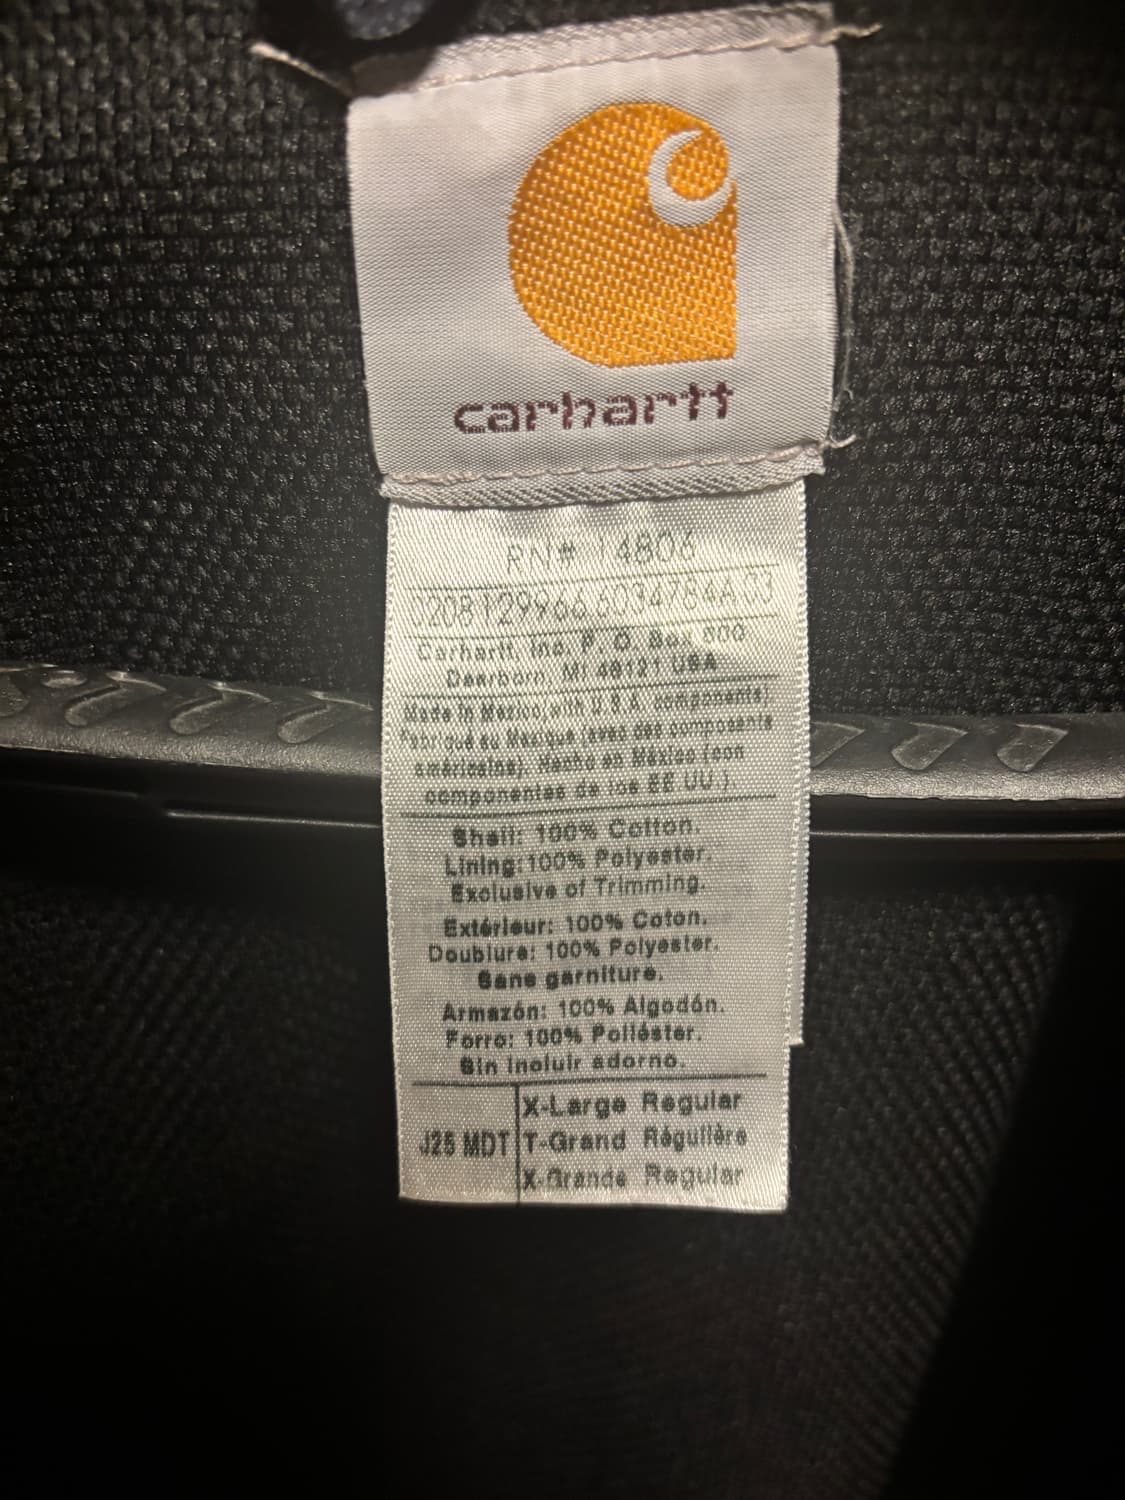 carhartt
RN# 14806
0208129966 6034784A 03
Carhartt, Inc. P. O. Box 600
Dearborn, MI 48121 USA
Made in Mexico, with U.S.A. components)
fabriqué au Mexique (avec des composants
américains). Hecho en México (con
componentes de los EE UU.).
Shell: 100% Cotton.
Lining:100% Polyester.
Exclusive of Trimming.
Extérieur: 100% Coton.
Doublure: 100% Polyester.
Sans garniture.
Armazón: 100% Algodón.
Forro: 100% Poliéster.
Sin incluir adorno.
J25 MDT
X-Large Regular
T-Grand Régulière
X-Grande Regular